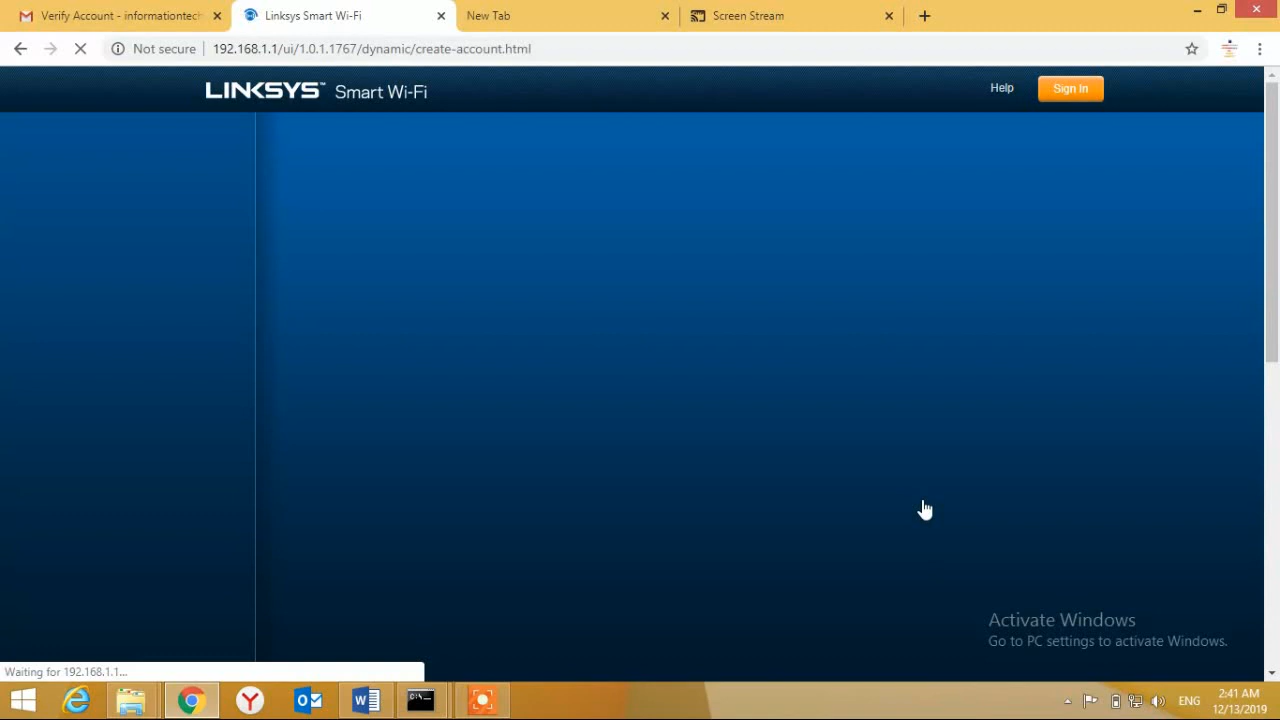 Verify Account - informationtech
Linksys Smart Wi-Fi
New Tab
Screen Stream
Not secure
192.168.1.1/ui/1.0.1.1767/dynamic/create-account.html
LINKSYS™ Smart Wi-Fi
Help
Sign In
Activate Windows
Go to PC settings to activate Windows.
Waiting for 192.168.1.1...
ENG
2:41 AM
12/13/2019